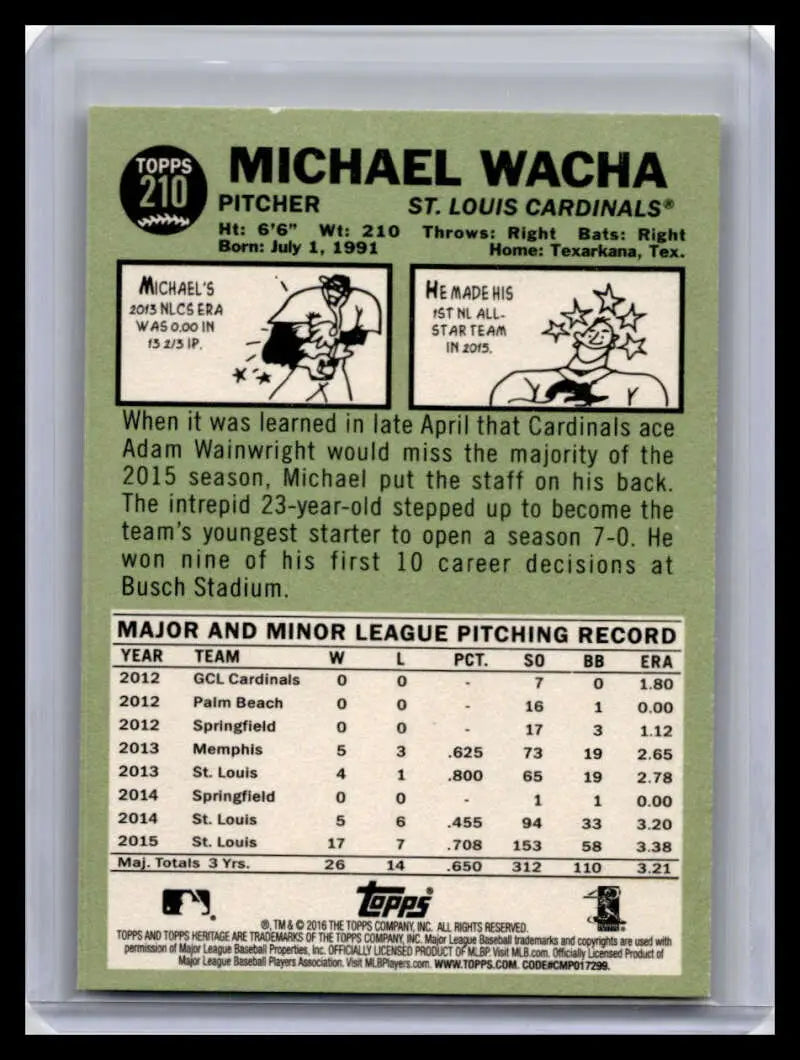 TOPPS
210
MICHAEL WACHA
PITCHER ST. LOUIS CARDINALS®
Ht: 6'6" Wt: 210 Throws: Right Bats: Right
Born: July 1, 1991 Home: Texarkana, Tex.
MICHAEL'S
2013 NLCS ERA
WAS 0.00 IN
13 2/3 IP.
HE MADE HIS
1ST NL ALL-
STAR TEAM
IN 2015.
When it was learned in late April that Cardinals ace
Adam Wainwright would miss the majority of the
2015 season, Michael put the staff on his back.
The intrepid 23-year-old stepped up to become the
team's youngest starter to open a season 7-0. He
won nine of his first 10 career decisions at
Busch Stadium.
MAJOR AND MINOR LEAGUE PITCHING RECORD
YEAR TEAM W L PCT. SO BB ERA
2012 GCL Cardinals 0 0 - 7 0 1.80
2012 Palm Beach 0 0 - 16 1 0.00
2012 Springfield 0 0 - 17 3 1.12
2013 Memphis 5 3 .625 73 19 2.65
2013 St. Louis 4 1 .800 65 19 2.78
2014 Springfield 0 0 - 1 1 0.00
2014 St. Louis 5 6 .455 94 33 3.20
2015 St. Louis 17 7 .708 153 58 3.38
Maj. Totals 3 Yrs. 26 14 .650 312 110 3.21
Topps®
®, TM & © 2016 THE TOPPS COMPANY, INC. ALL RIGHTS RESERVED.
TOPPS AND TOPPS HERITAGE ARE TRADEMARKS OF THE TOPPS COMPANY, INC. Major League Baseball trademarks and copyrights are used with
permission of Major League Baseball Properties, Inc. OFFICIALLY LICENSED PRODUCT OF MLBP. Visit MLB.com. Officially Licensed Product of
Major League Baseball Players Association. Visit MLBPlayers.com. WWW.TOPPS.COM. CODE#CMP017299.